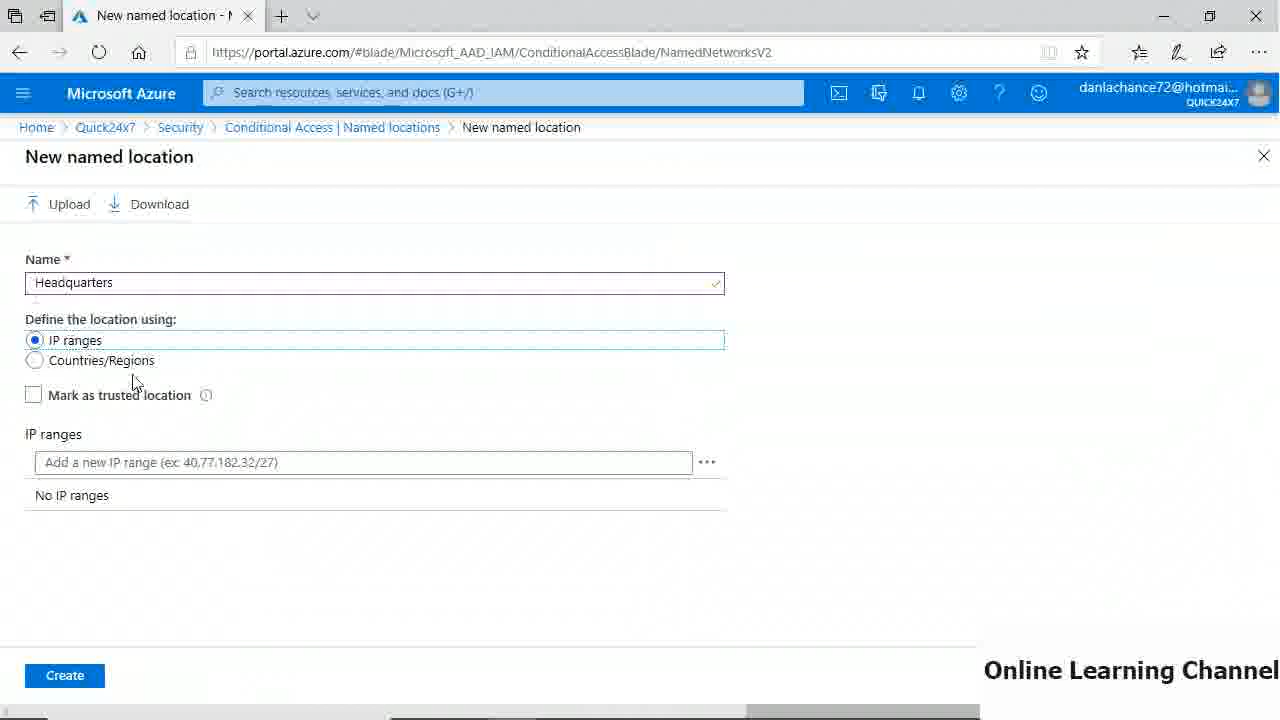 New named location - M
https://portal.azure.com/#blade/Microsoft_AAD_IAM/ConditionalAccessBlade/NamedNetworksV2
Microsoft Azure
Search resources, services, and docs (G+/)
danlachance72@hotmai...
QUICK24X7
Home > Quick24x7 > Security > Conditional Access | Named locations > New named location
New named location
Upload
Download
Name *
Headquarters
Define the location using:
IP ranges
Countries/Regions
Mark as trusted location
IP ranges
Add a new IP range (ex: 40.77.182.32/27)
No IP ranges
Create
Online Learning Channel